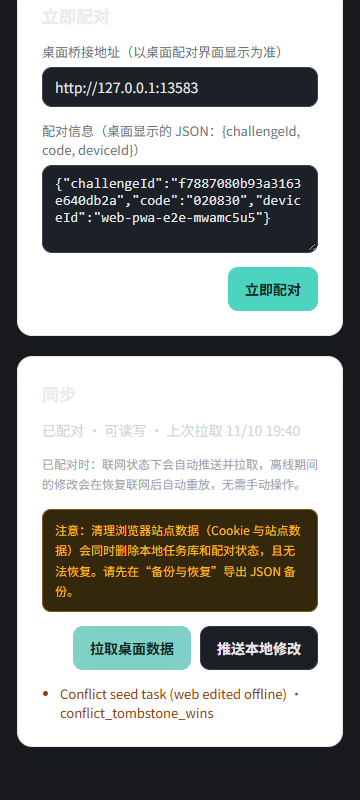 立即配对
桌面桥接地址（以桌面配对界面显示为准）
http://127.0.0.1:13583
配对信息（桌面显示的 JSON：{challengeId,
code, deviceId}）
{"challengeId":"f7887080b93a3163
e640db2a","code":"020830","devic
eId":"web-pwa-e2e-mwamc5u5"}
立即配对
同步
已配对 · 可读写 · 上次拉取 11/10 19:40
已配对时：联网状态下会自动推送并拉取，离线期间
的修改会在恢复联网后自动重放，无需手动操作。
注意：清理浏览器站点数据（Cookie 与站点数
据）会同时删除本地任务库和配对状态，且无
法恢复。请先在“备份与恢复”导出 JSON 备
份。
拉取桌面数据
推送本地修改
• Conflict seed task (web edited offline) ·
conflict_tombstone_wins